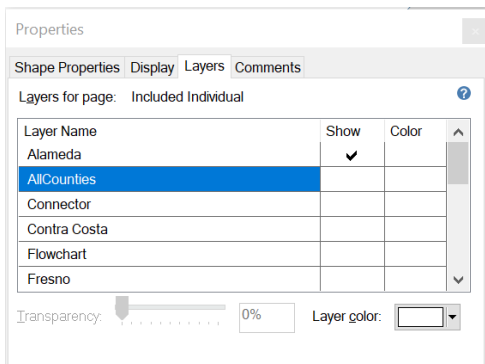 Properties
Shape Properties Display Layers Comments
Layers for page: Included Individual
Layer Name Show Color
Alameda
AllCounties
Connector
Contra Costa
Flowchart
Fresno
Transparency: 0% Layer color: